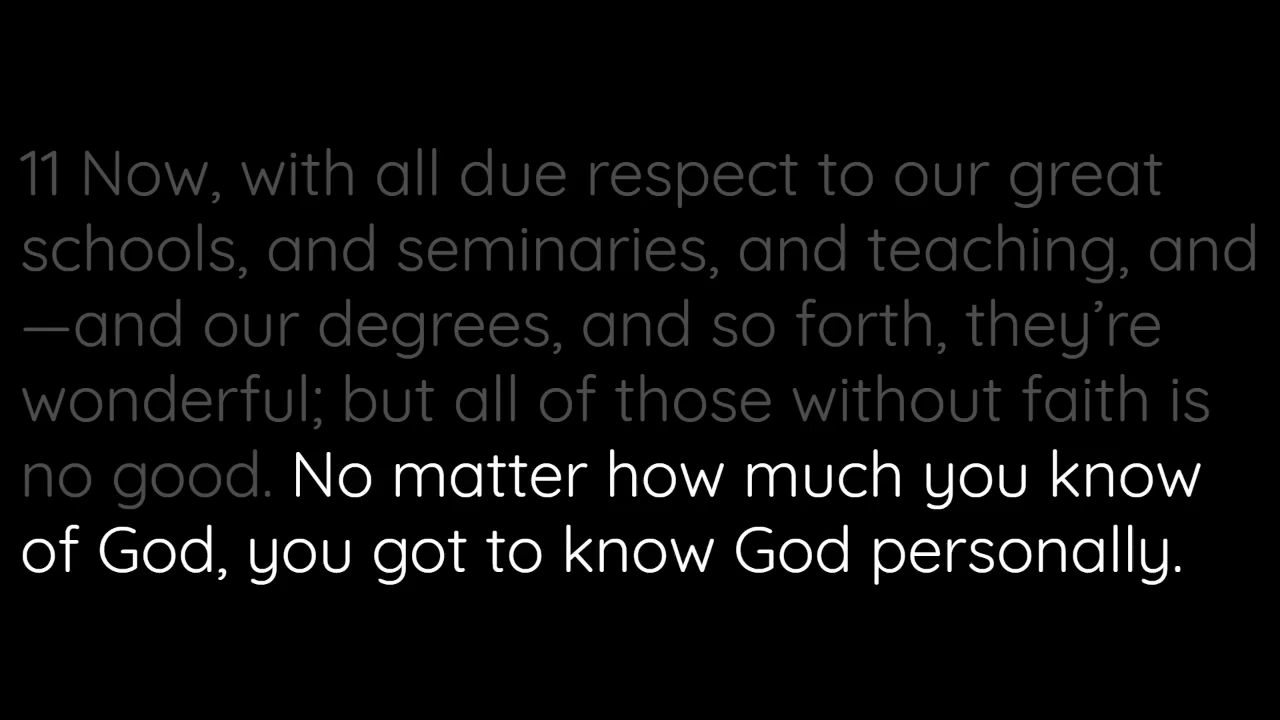 11 Now, with all due respect to our great
schools, and seminaries, and teaching, and
—and our degrees, and so forth, they’re
wonderful; but all of those without faith is
no good. No matter how much you know
of God, you got to know God personally.